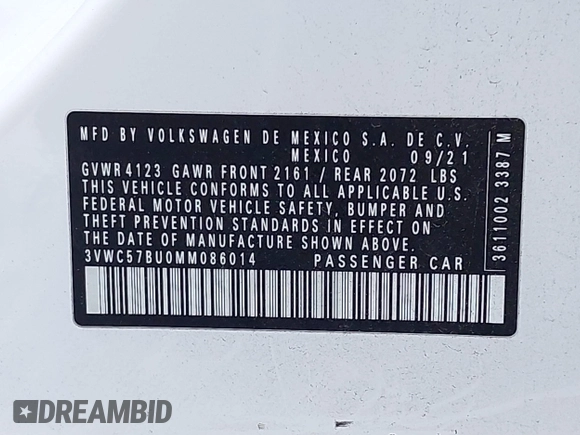 MFD BY VOLKSWAGEN DE MEXICO S.A. DE C.V.
MEXICO 09/21
GVWR 4123 GAWR FRONT 2161 / REAR 2072 LBS
THIS VEHICLE CONFORMS TO ALL APPLICABLE U.S.
FEDERAL MOTOR VEHICLE SAFETY, BUMPER AND
THEFT PREVENTION STANDARDS IN EFFECT ON
THE DATE OF MANUFACTURE SHOWN ABOVE.
3VWC57BU0MM086014 PASSENGER CAR
3611002 3387 M
DREAMBID